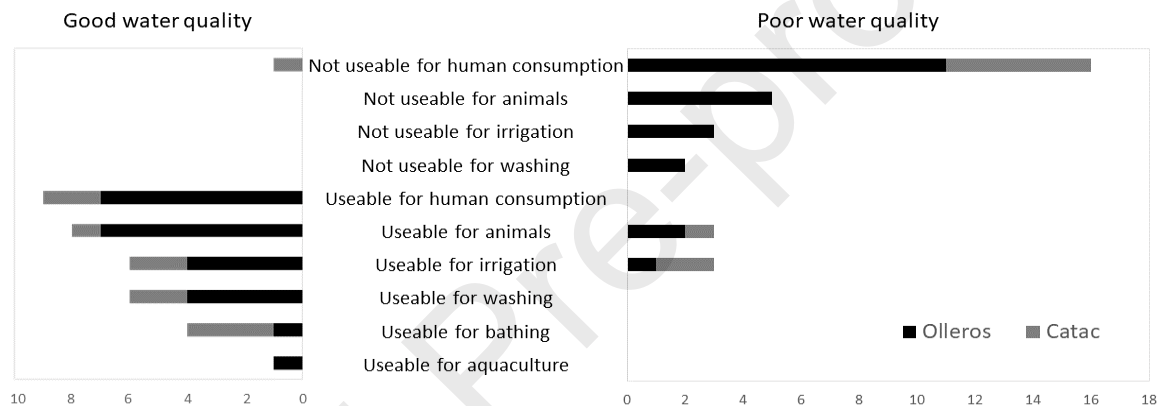 Good water quality
Poor water quality
Not useable for human consumption
Not useable for animals
Not useable for irrigation
Not useable for washing
Useable for human consumption
Useable for animals
Useable for irrigation
Useable for washing
Useable for bathing
Useable for aquaculture
Olleros Catac
10 8 6 4 2 0
0 2 4 6 8 10 12 14 16 18
Pre-pro